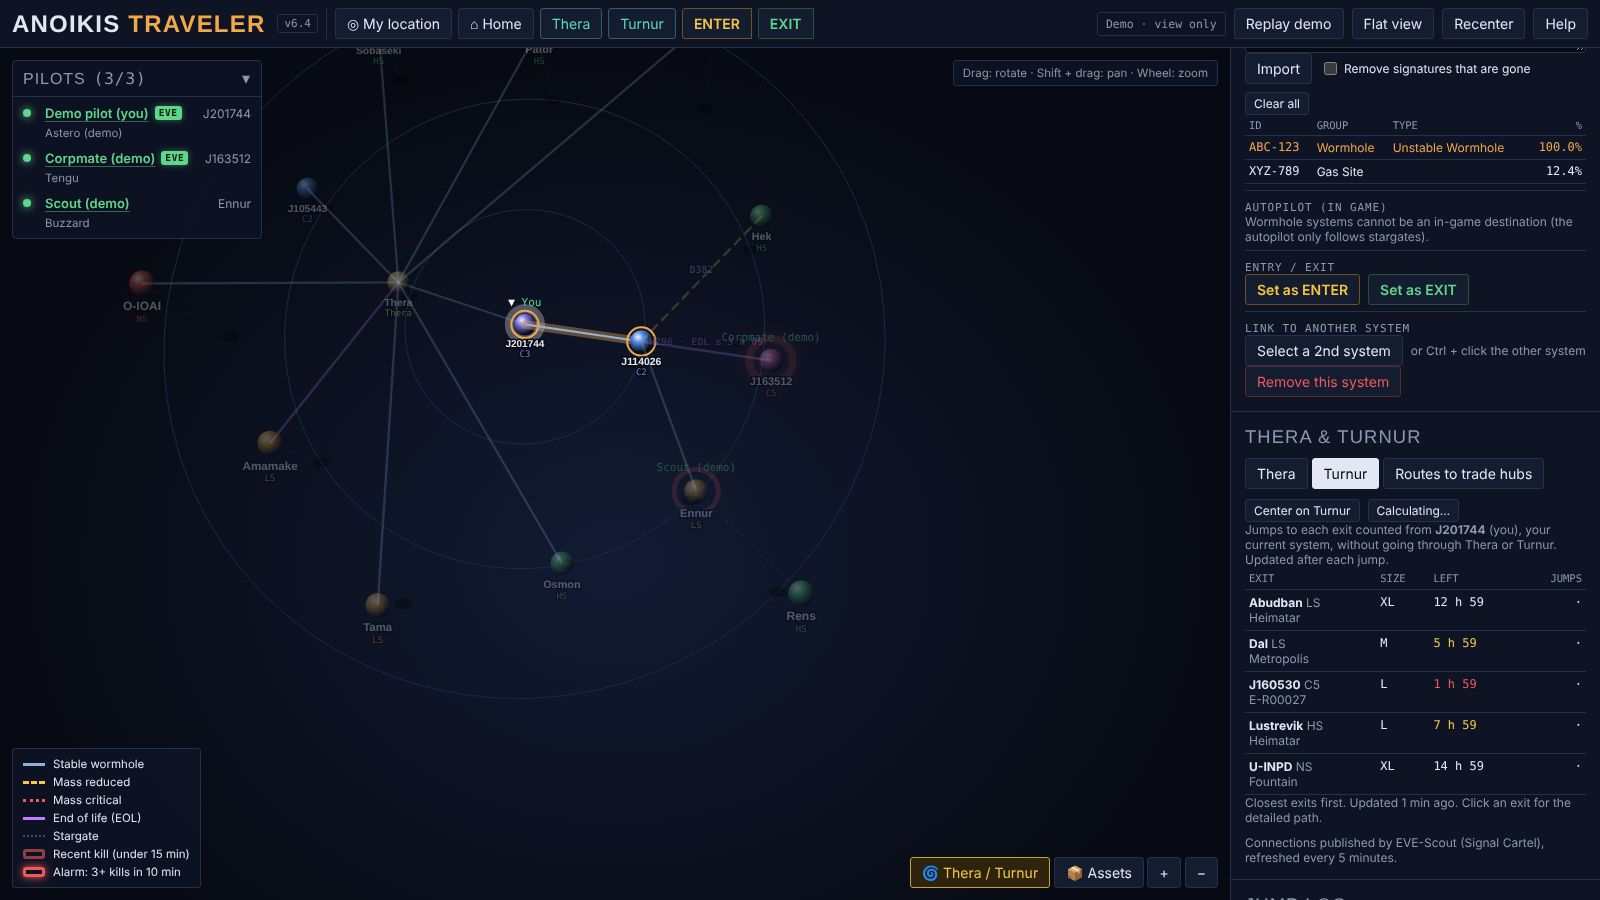 ANOIKIS TRAVELER v6.4 ◎ My location ⌂ Home Thera Turnur ENTER EXIT Demo · view only Replay demo Flat view Recenter Help
PILOTS (3/3) ▼
Demo pilot (you) EVE J201744
Astero (demo)
Corpmate (demo) EVE J163512
Tengu
Scout (demo) Ennur
Buzzard
Drag: rotate · Shift + drag: pan · Wheel: zoom
Sobaseki
HS
Pator
HS
J105443
C2
Hek
HS
D382
O-IOAI
NS
Thera
Thera
▼ You
J201744
C3
J114026
C2
Corpmate (demo)
J163512
C5
Amamake
LS
Scout (demo)
Ennur
LS
Osmon
HS
Rens
HS
Tama
LS
Stable wormhole
Mass reduced
Mass critical
End of life (EOL)
Stargate
Recent kill (under 15 min)
Alarm: 3+ kills in 10 min
🌀 Thera / Turnur 📦 Assets + −
Import Remove signatures that are gone
Clear all
ID GROUP TYPE %
ABC-123 Wormhole Unstable Wormhole 100.0%
XYZ-789 Gas Site 12.4%
AUTOPILOT (IN GAME)
Wormhole systems cannot be an in-game destination (the
autopilot only follows stargates).
ENTRY / EXIT
Set as ENTER Set as EXIT
LINK TO ANOTHER SYSTEM
Select a 2nd system or Ctrl + click the other system
Remove this system
THERA & TURNUR
Thera Turnur Routes to trade hubs
Center on Turnur Calculating...
Jumps to each exit counted from J201744 (you), your
current system, without going through Thera or Turnur.
Updated after each jump.
EXIT SIZE LEFT JUMPS
Abudban LS XL 12 h 59 ·
Heimatar
Dal LS M 5 h 59 ·
Metropolis
J160530 C5 L 1 h 59 ·
E-R00027
Lustrevik HS L 7 h 59 ·
Heimatar
U-INPD NS XL 14 h 59 ·
Fountain
Closest exits first. Updated 1 min ago. Click an exit for the
detailed path.
Connections published by EVE-Scout (Signal Cartel),
refreshed every 5 minutes.